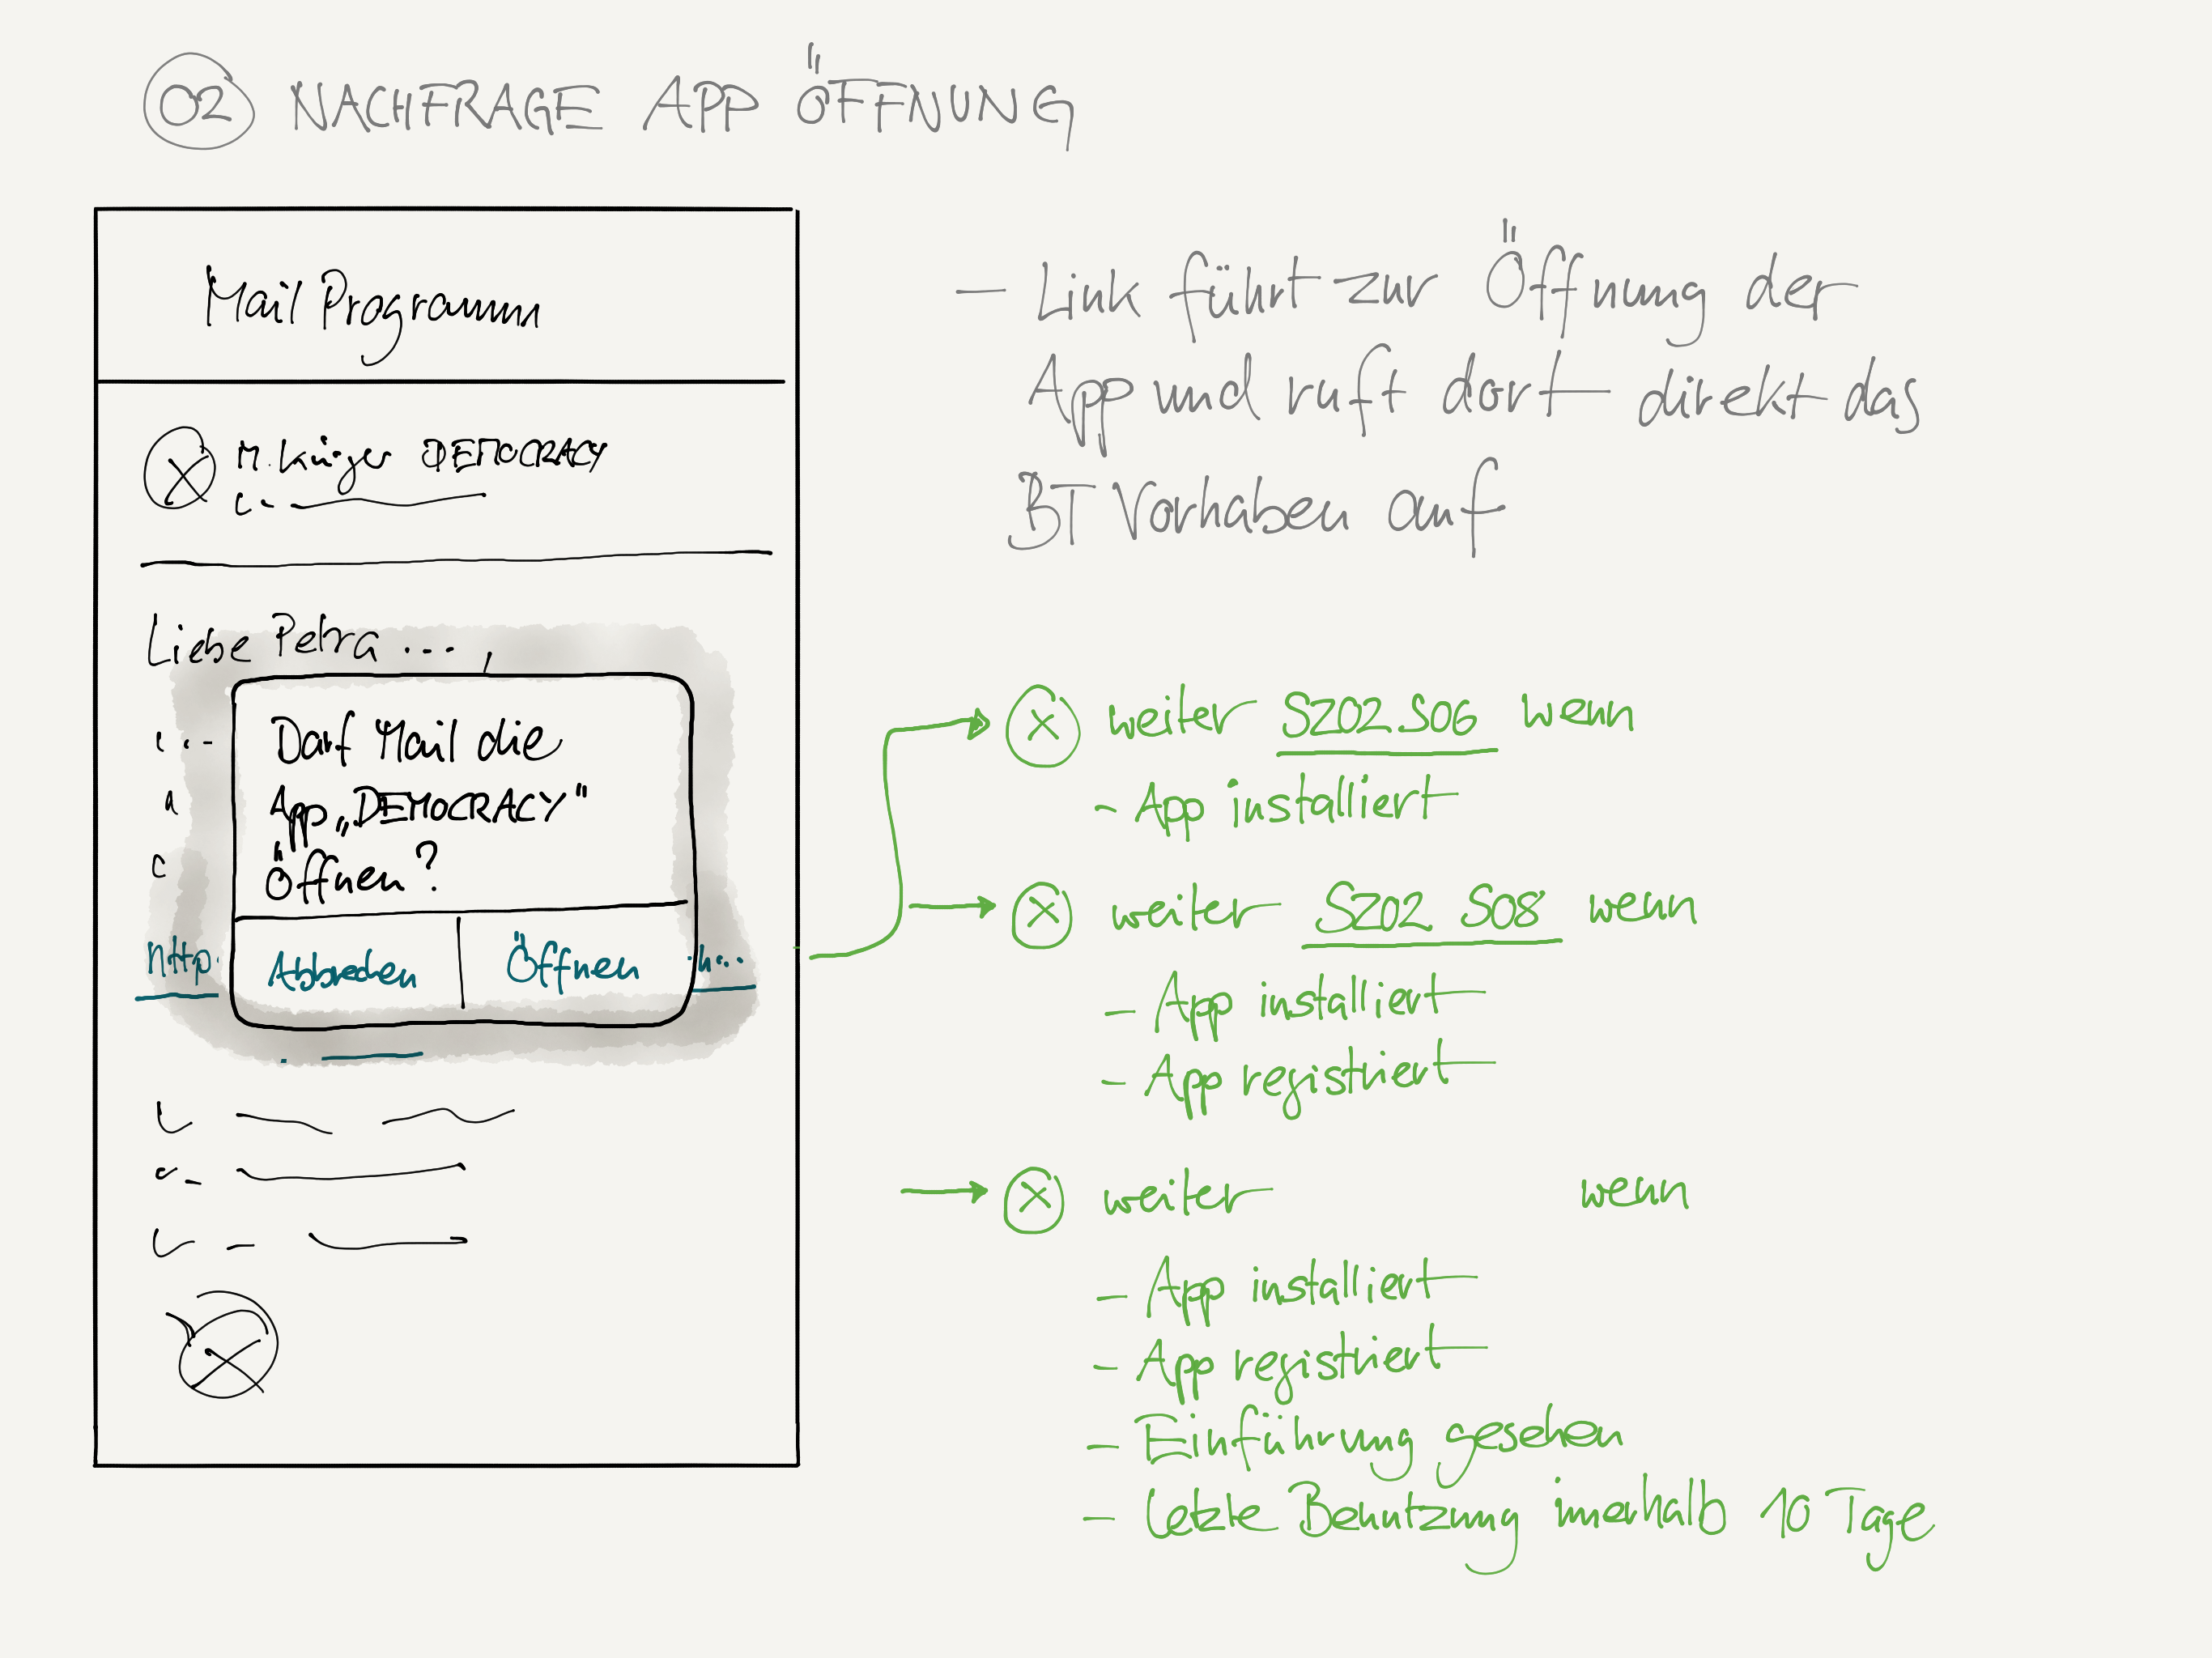 02 NACHFRAGE APP ÖFFNUNG
Mail Programm
M. Krüger DEMOCRACY
Liebe Petra ...,
Darf Mail die
App „DEMOCRACY"
Öffnen?
http
Abbrechen
Öffnen
h...
- Link führt zur Öffnung der
App und ruft dort direkt das
BT Vorhaben auf
weiter SZ02 S06 wenn
- App installiert
weiter SZ02 S08 wenn
- App installiert
- App registriert
weiter wenn
- App installiert
- App registriert
- Einführung gesehen
- letzte Benutzung innerhalb 10 Tage